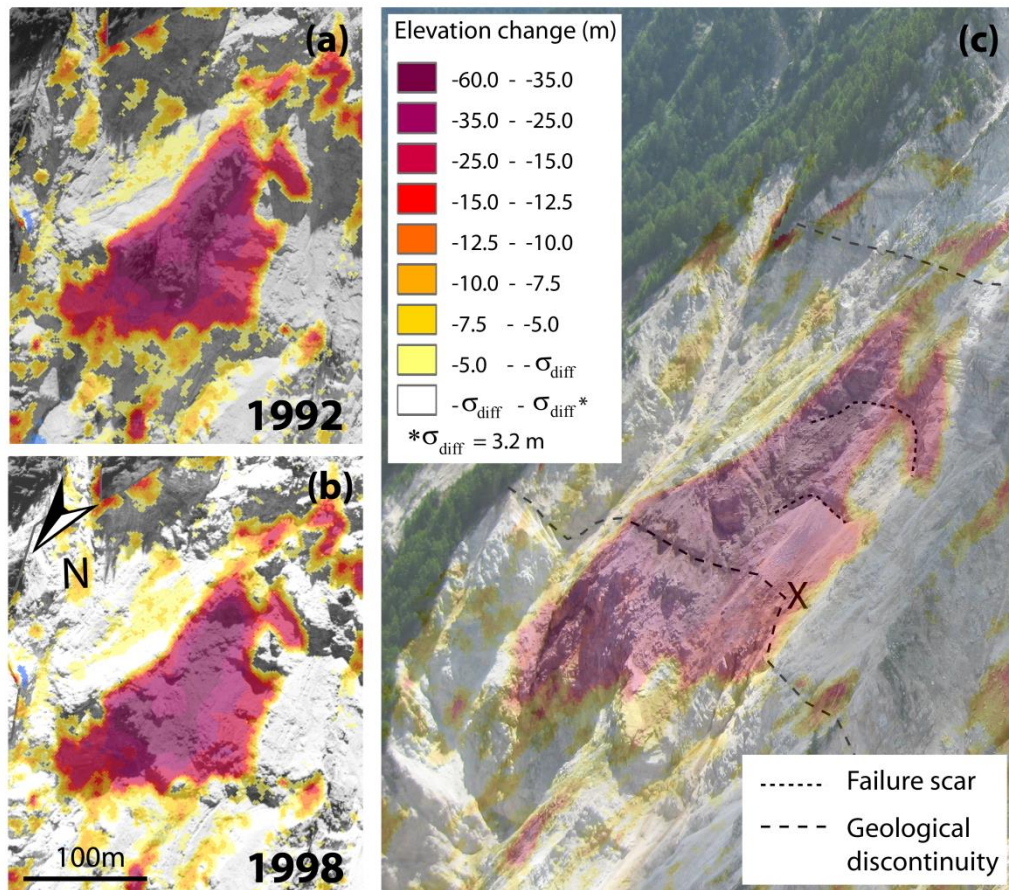 (a)
1992
(b)
N
100m
1998
Elevation change (m)
-60.0 - -35.0
-35.0 - -25.0
-25.0 - -15.0
-15.0 - -12.5
-12.5 - -10.0
-10.0 - -7.5
-7.5 - -5.0
-5.0 - -σdiff
-σdiff - σdiff*
*σdiff = 3.2 m
(c)
X
Failure scar
Geological
discontinuity